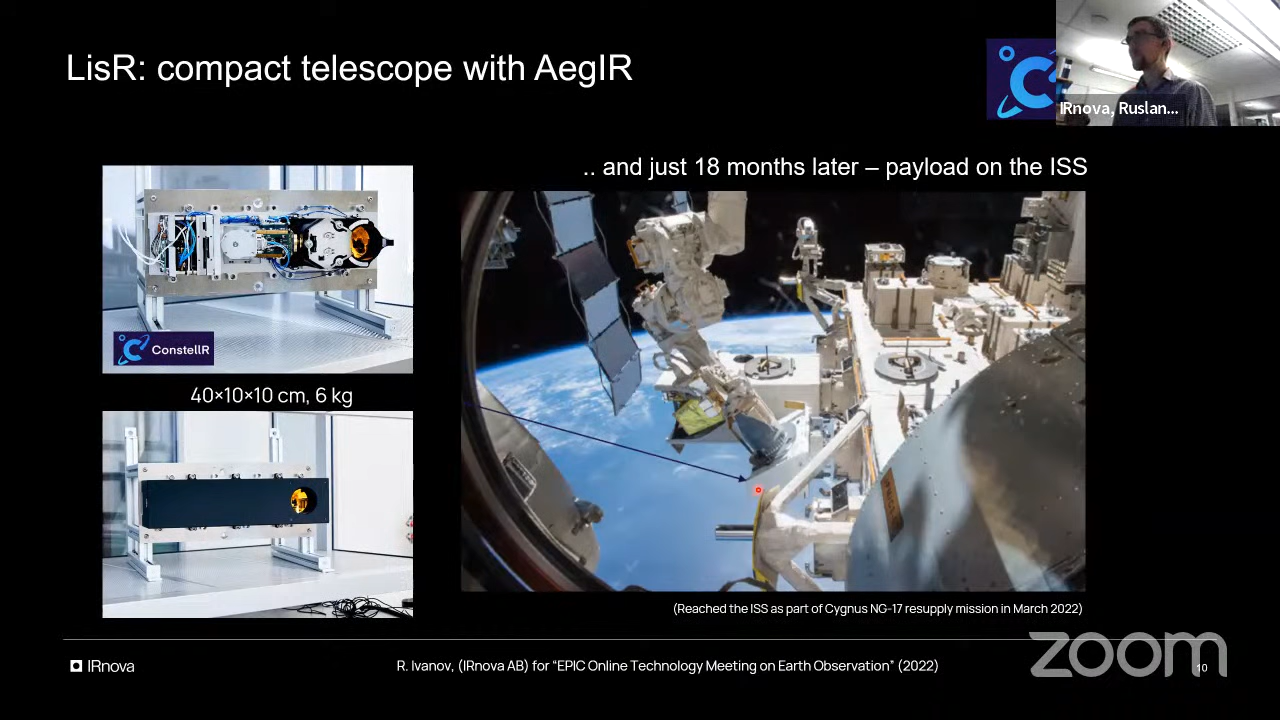 LisR: compact telescope with AegIR
IRnova, Ruslan...
.. and just 18 months later – payload on the ISS
ConstellR
40×10×10 cm, 6 kg
(Reached the ISS as part of Cygnus NG-17 resupply mission in March 2022)
IRnova
R. Ivanov, (IRnova AB) for “EPIC Online Technology Meeting on Earth Observation” (2022)
zoom
10